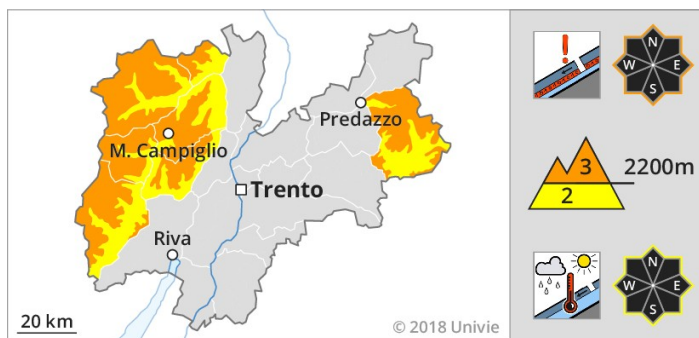 Predazzo
M. Campiglio
Trento
Riva
20 km
© 2018 Univie
N
W E
S
3 2200m
2
N
W E
S